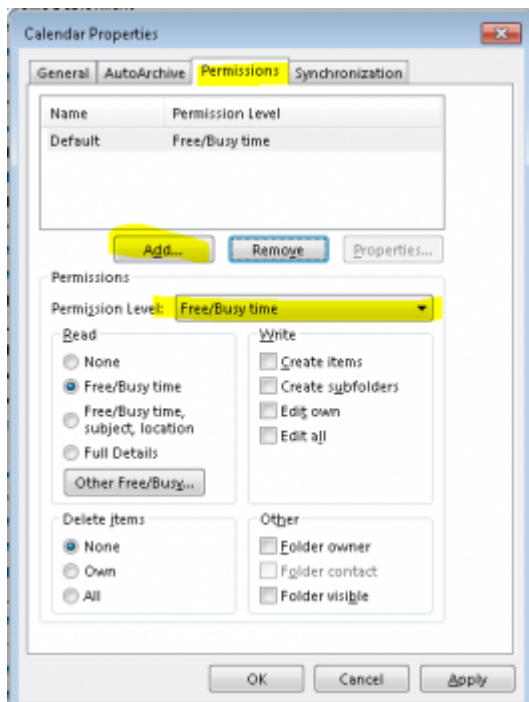 Calendar Properties
General AutoArchive Permissions Synchronization
Name Permission Level
Default Free/Busy time
Add... Remove Properties...
Permissions
Permission Level: Free/Busy time
Read Write
None Create items
Free/Busy time Create subfolders
Free/Busy time, subject, location Edit own
Edit all
Full Details
Other Free/Busy...
Delete items Other
None Folder owner
Own Folder contact
All Folder visible
OK Cancel Apply